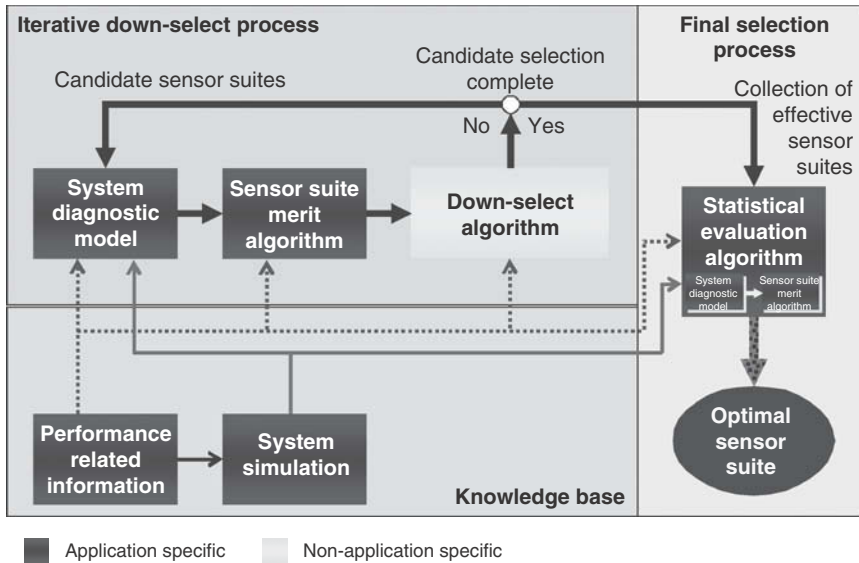 Iterative down-select process
Final selection
process
Candidate sensor suites
Candidate selection
complete
No
Yes
Collection of
effective
sensor
suites
System
diagnostic
model
Sensor suite
merit
algorithm
Down-select
algorithm
Statistical
evaluation
algorithm
System
diagnostic
model
Sensor suite
merit
algorithm
Performance
related
information
System
simulation
Optimal
sensor
suite
Knowledge base
Application specific
Non-application specific